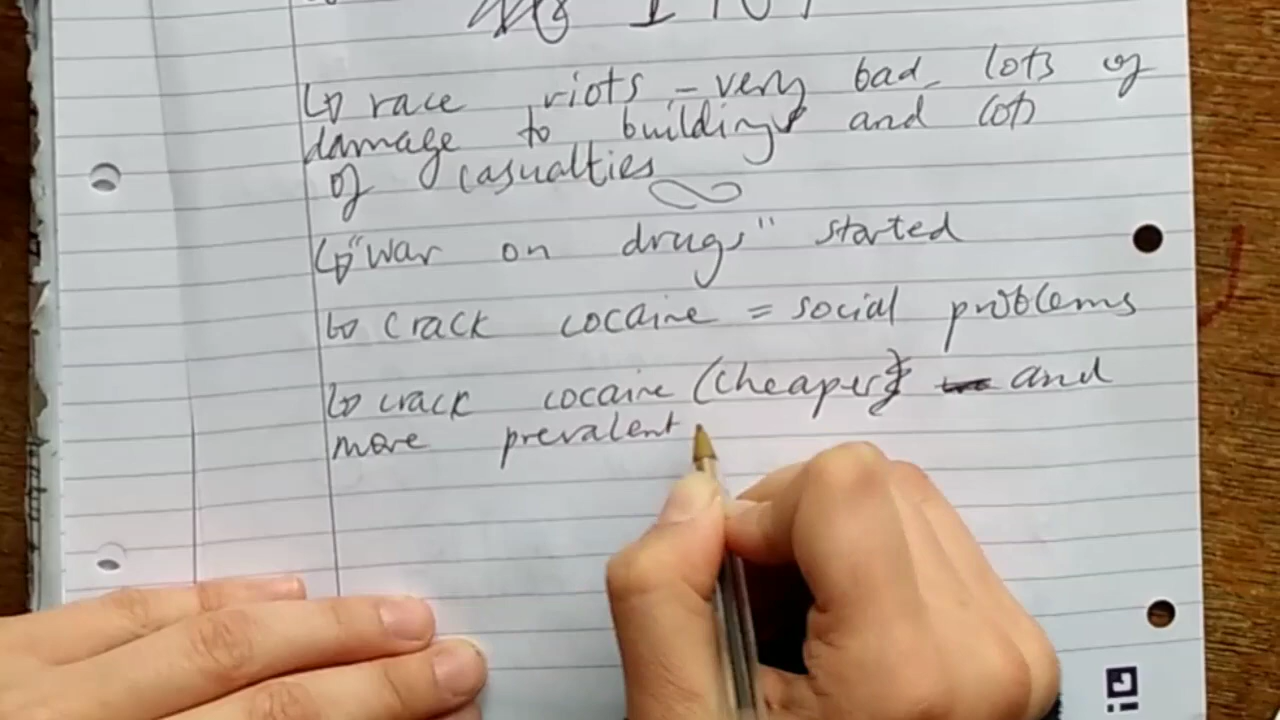 ↳ race riots - very bad, lots of
damage to buildings and lots
of casualties
↳ "War on drugs" started
↳ crack cocaine = social problems
↳ crack cocaine (cheaper) and
more prevalent